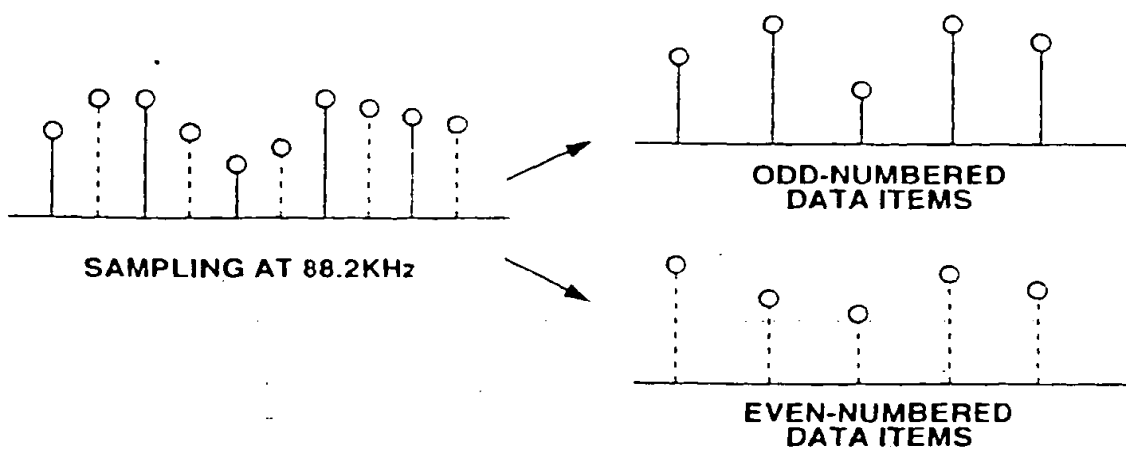 ODD-NUMBERED
DATA ITEMS
SAMPLING AT 88.2KHz
EVEN-NUMBERED
DATA ITEMS